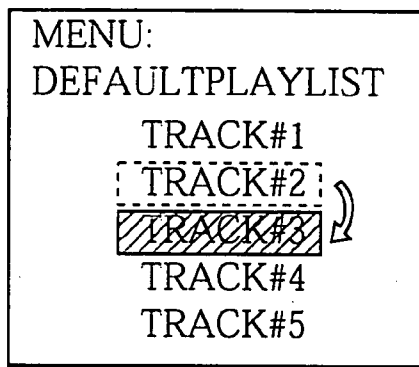 MENU:
DEFAULTPLAYLIST
TRACK#1
TRACK#2
TRACK#3
TRACK#4
TRACK#5